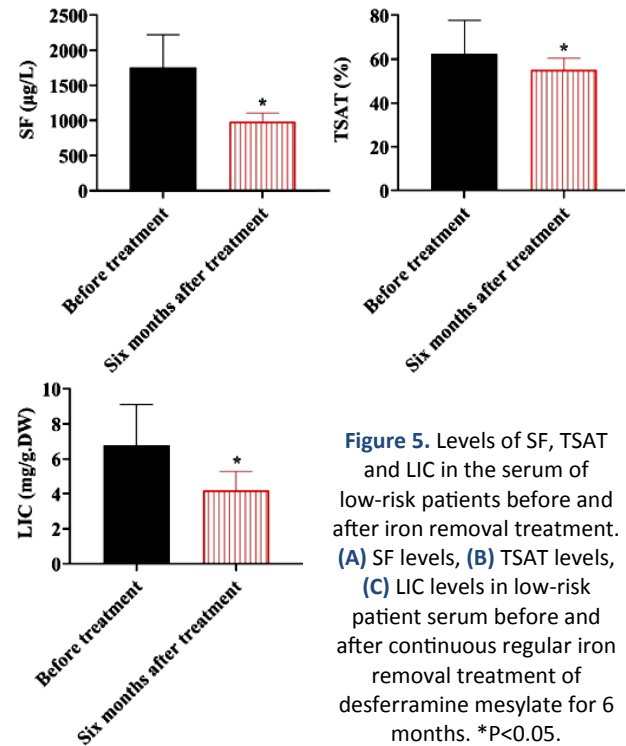 SF (µg/L)
2500
2000
1500
1000
500
0
*
Before treatment
Six months after treatment
TSAT (%)
80
60
40
20
0
*
Before treatment
Six months after treatment
LIC (mg/g.DW)
10
8
6
4
2
0
*
Before treatment
Six months after treatment
Figure 5. Levels of SF, TSAT
and LIC in the serum of
low-risk patients before and
after iron removal treatment.
(A) SF levels, (B) TSAT levels,
(C) LIC levels in low-risk
patient serum before and
after continuous regular iron
removal treatment of
desferramine mesylate for 6
months. *P<0.05.